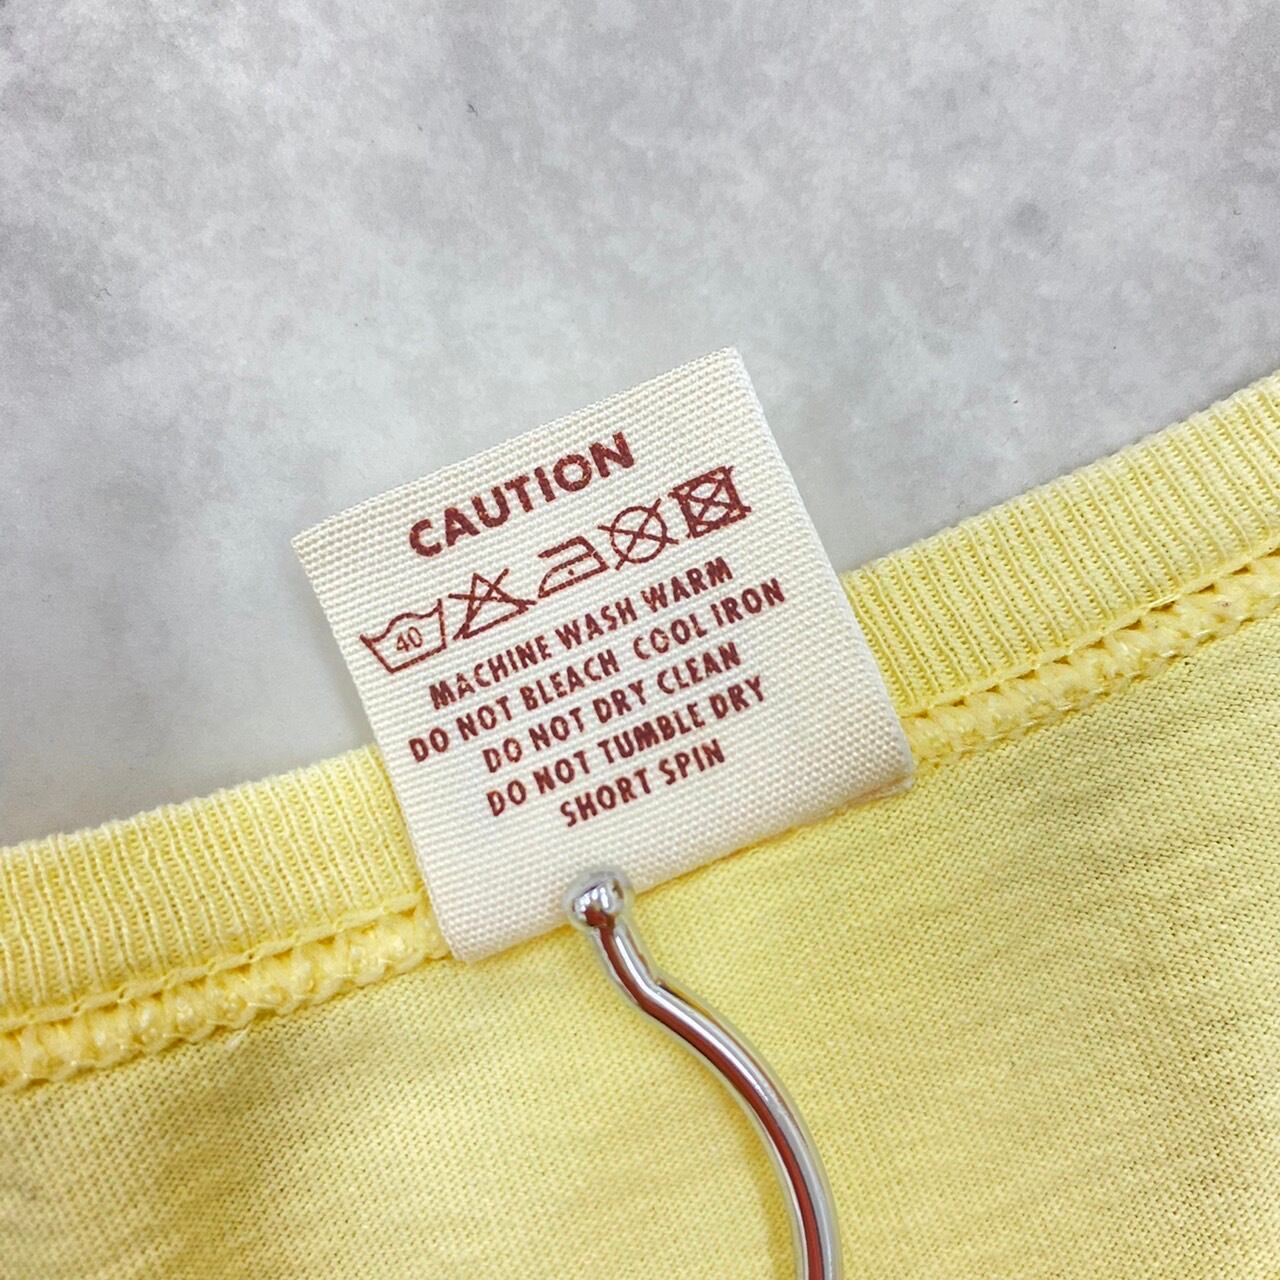 CAUTION
40
MACHINE WASH WARM
DO NOT BLEACH COOL IRON
DO NOT DRY CLEAN
DO NOT TUMBLE DRY
SHORT SPIN